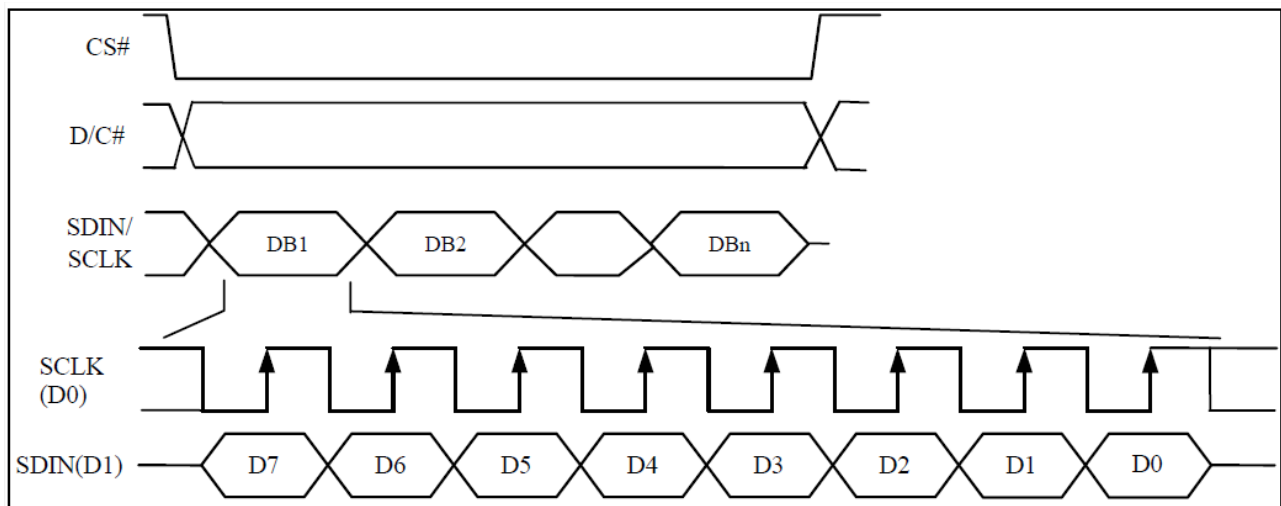 CS#
D/C#
SDIN/
SCLK
DB1 DB2 DBn
SCLK
(D0)
SDIN(D1) D7 D6 D5 D4 D3 D2 D1 D0